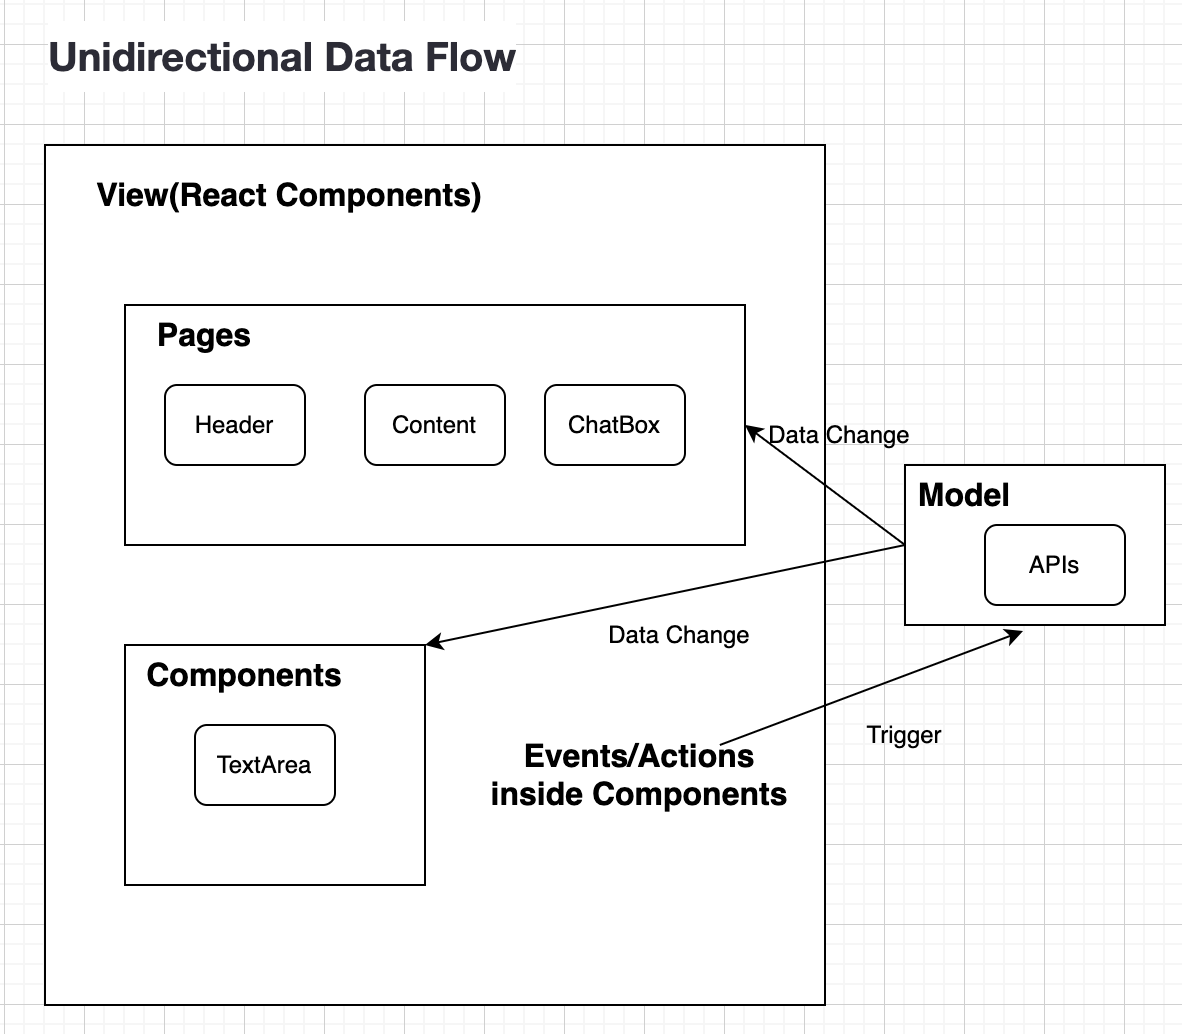 Unidirectional Data Flow
View(React Components)
Pages
Header
Content
ChatBox
Data Change
Model
APIs
Data Change
Components
TextArea
Events/Actions
inside Components
Trigger